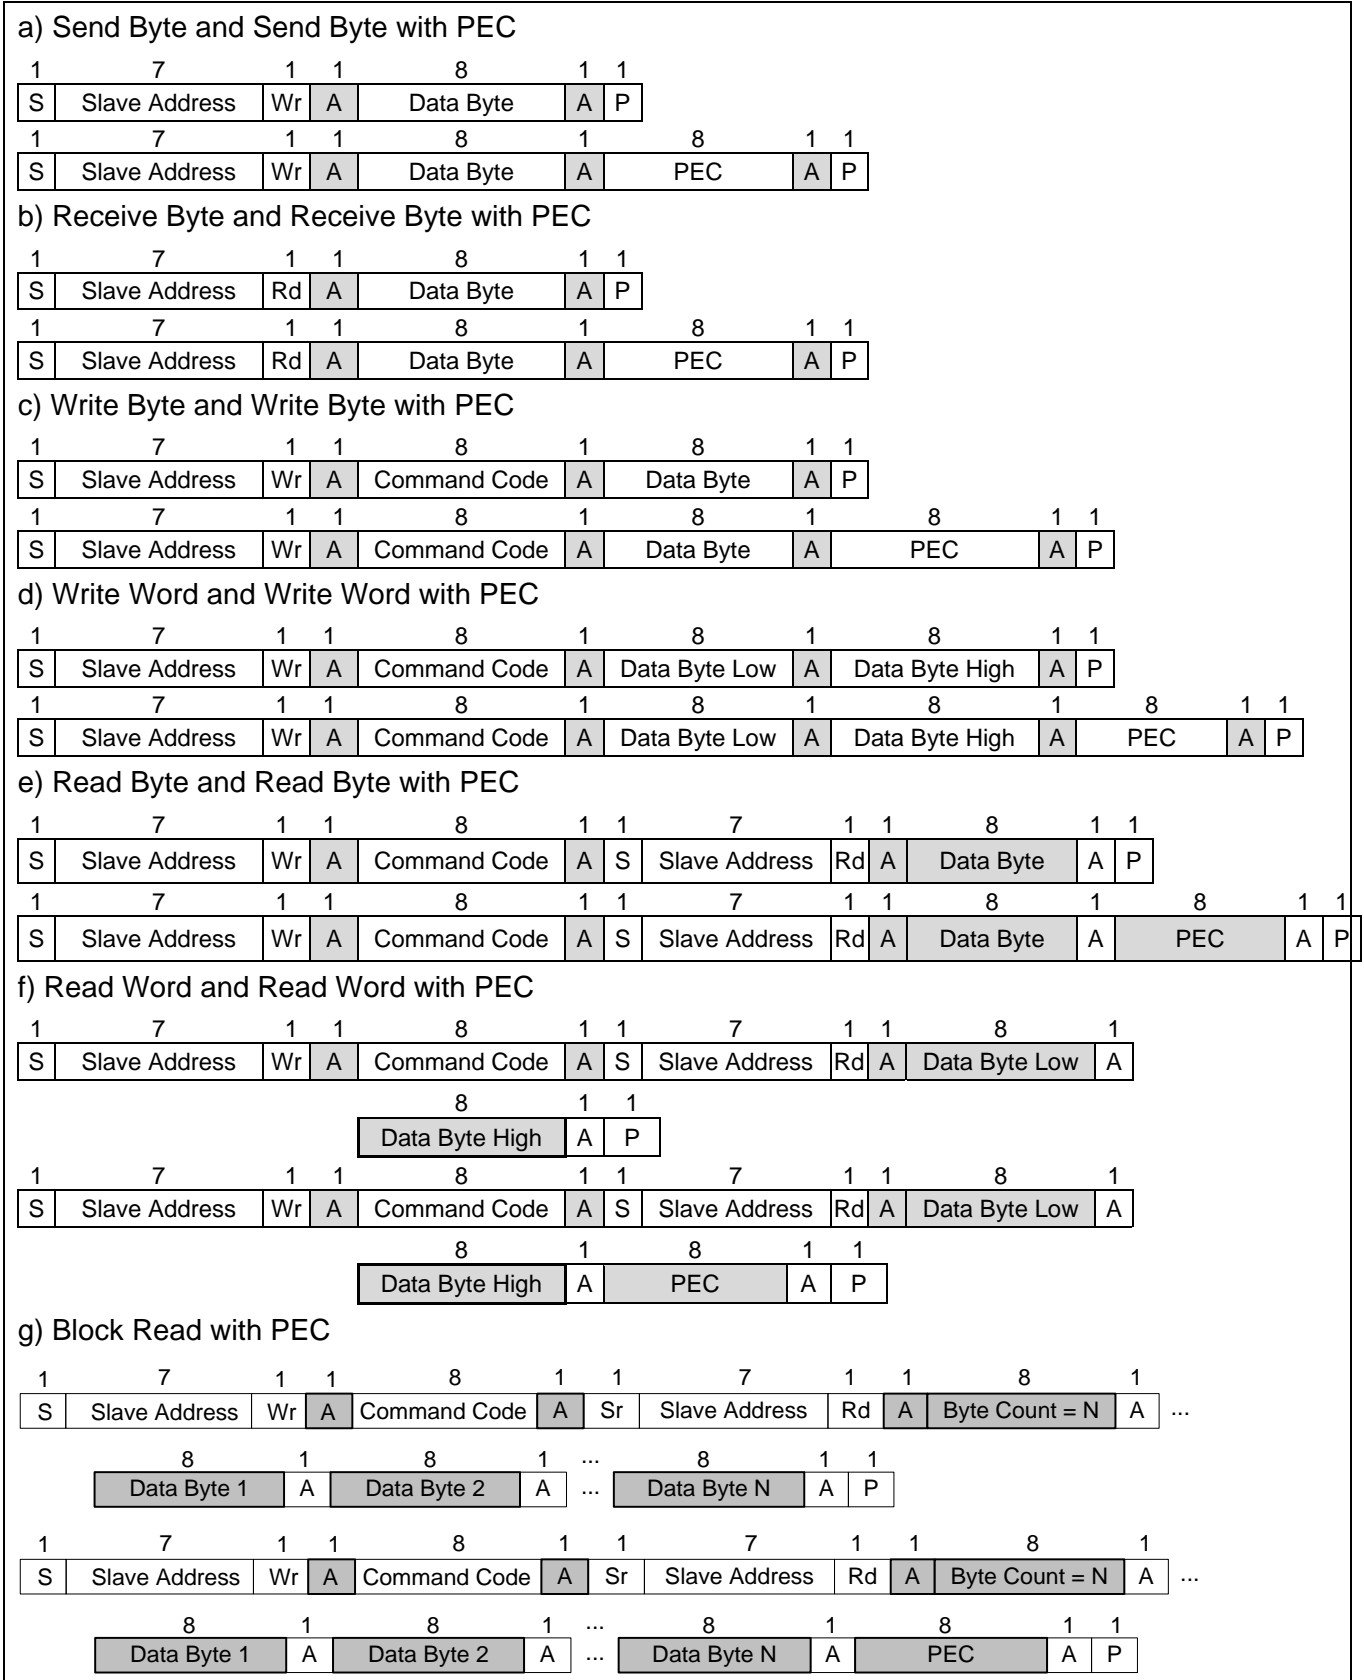 a) Send Byte and Send Byte with PEC
1 7 1 1 8 1 1
S Slave Address Wr A Data Byte A P
1 7 1 1 8 1 8 1 1
S Slave Address Wr A Data Byte A PEC A P
b) Receive Byte and Receive Byte with PEC
1 7 1 1 8 1 1
S Slave Address Rd A Data Byte A P
1 7 1 1 8 1 8 1 1
S Slave Address Rd A Data Byte A PEC A P
c) Write Byte and Write Byte with PEC
1 7 1 1 8 1 8 1 1
S Slave Address Wr A Command Code A Data Byte A P
1 7 1 1 8 1 8 1 8 1 1
S Slave Address Wr A Command Code A Data Byte A PEC A P
d) Write Word and Write Word with PEC
1 7 1 1 8 1 8 1 8 1 1
S Slave Address Wr A Command Code A Data Byte Low A Data Byte High A P
1 7 1 1 8 1 8 1 8 1 8 1 1
S Slave Address Wr A Command Code A Data Byte Low A Data Byte High A PEC A P
e) Read Byte and Read Byte with PEC
1 7 1 1 8 1 1 7 1 1 8 1 1
S Slave Address Wr A Command Code A S Slave Address Rd A Data Byte A P
1 7 1 1 8 1 1 7 1 1 8 1 8 1 1
S Slave Address Wr A Command Code A S Slave Address Rd A Data Byte A PEC A P
f) Read Word and Read Word with PEC
1 7 1 1 8 1 1 7 1 1 8 1
S Slave Address Wr A Command Code A S Slave Address Rd A Data Byte Low A
8 1 1
Data Byte High A P
1 7 1 1 8 1 1 7 1 1 8 1
S Slave Address Wr A Command Code A S Slave Address Rd A Data Byte Low A
8 1 8 1 1
Data Byte High A PEC A P
g) Block Read with PEC
1 7 1 1 8 1 1 7 1 1 8 1
S Slave Address Wr A Command Code A Sr Slave Address Rd A Byte Count = N A ...
8 1 8 1 ... 8 1 1
Data Byte 1 A Data Byte 2 A ... Data Byte N A P
1 7 1 1 8 1 1 7 1 1 8 1
S Slave Address Wr A Command Code A Sr Slave Address Rd A Byte Count = N A ...
8 1 8 1 ... 8 1 8 1 1
Data Byte 1 A Data Byte 2 A ... Data Byte N A PEC A P